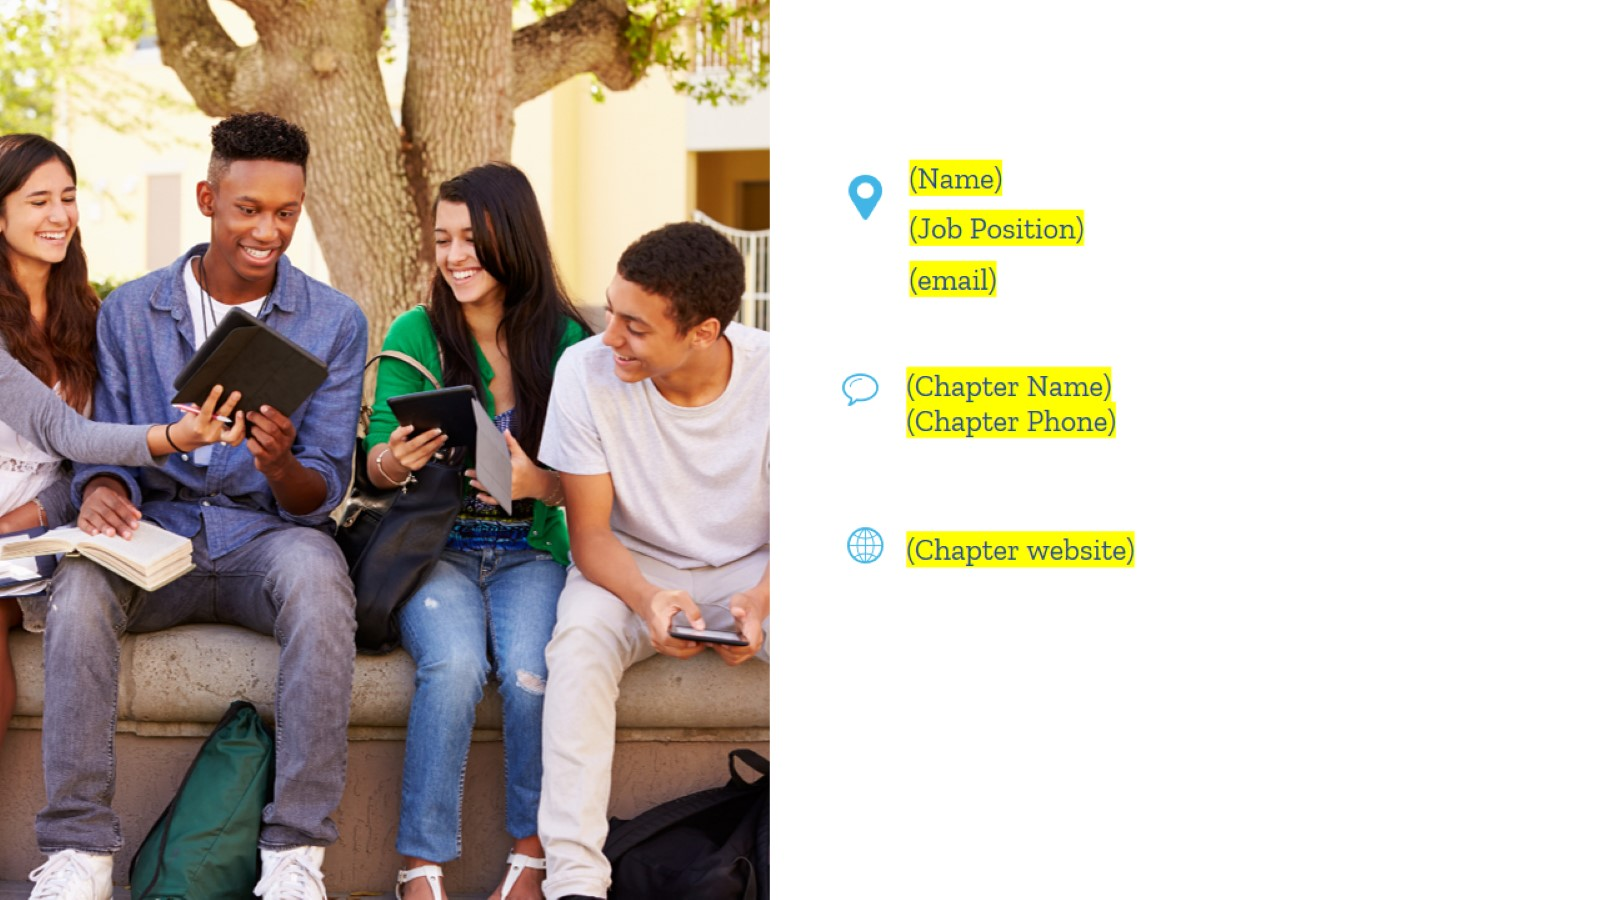 (Name)
(Job Position)
(email)
(Chapter Name)
(Chapter Phone)
(Chapter website)